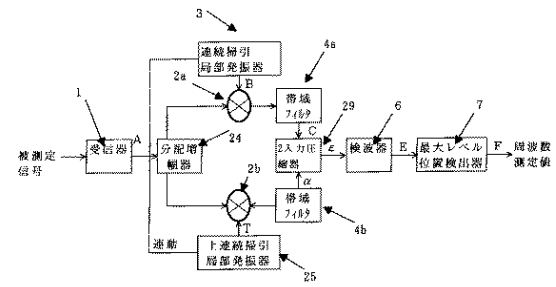 3
連続掃引
局部発振器
4a
2a
B
帯域
フィルタ
1
24
C
29
6
7
被測定
信号
受信器
A
分配増
幅器
2入力圧
縮器
ε
検波器
E
最大レベル
位置検出器
F
周波数
測定値
2b
α
帯域
フィルタ
T
4b
連動
上連続掃引
局部発振器
25